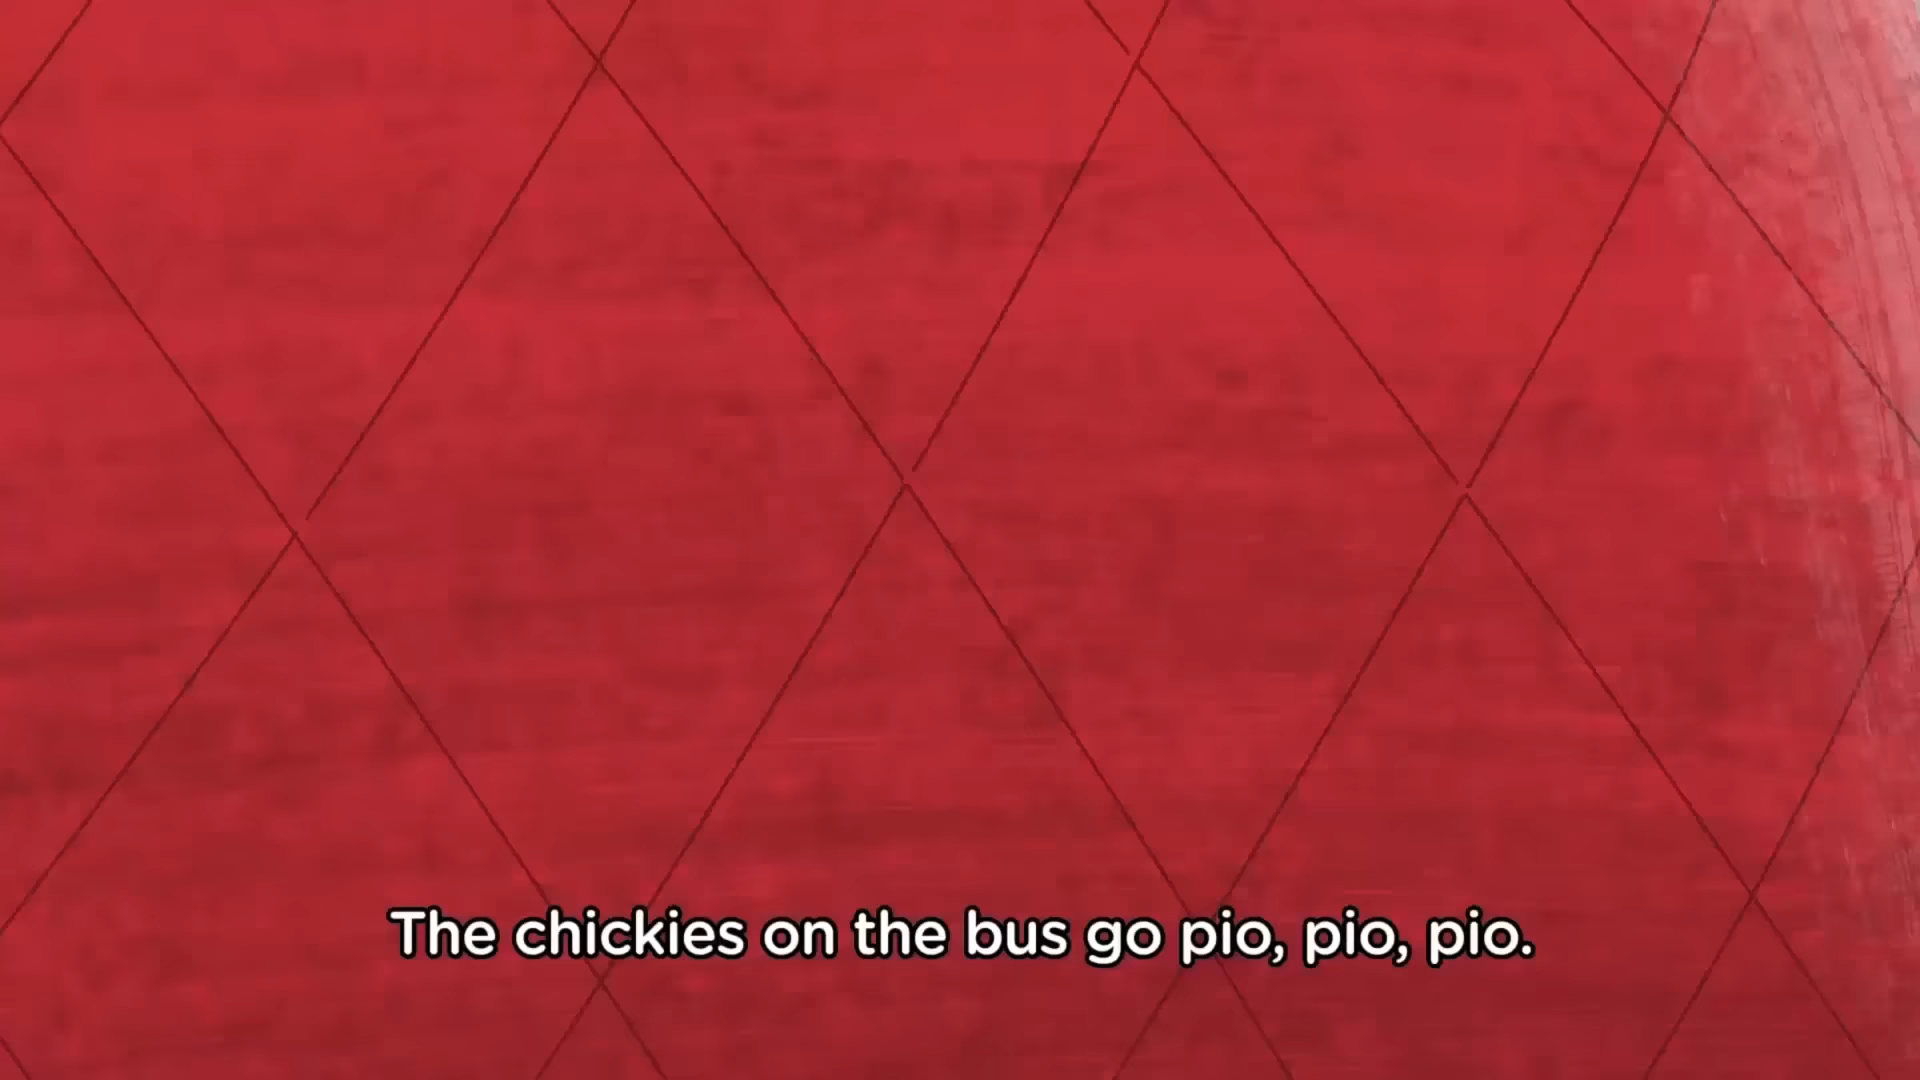 The chickies on the bus go pio, pio, pio.